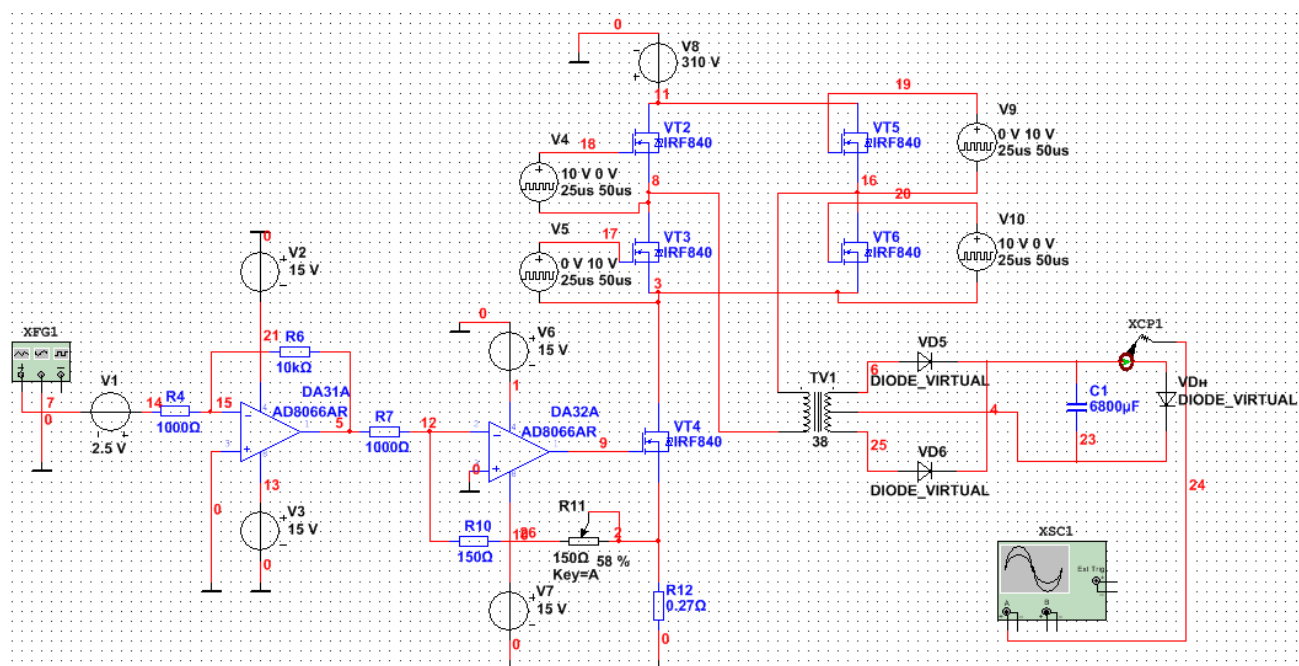 0
V8
310 V
11
19
V9
0 V 10 V
25us 50us
VT2
IRF840
VT5
IRF840
V4
18
10 V 0 V
25us 50us
8
16
20
V5
17
0 V 10 V
25us 50us
VT3
IRF840
VT6
IRF840
V10
10 V 0 V
25us 50us
3
0
V2
15 V
0
V6
15 V
XFG1
21
R6
10kΩ
1
XCP1
V1
14
R4
1000Ω
15
DA31A
AD8066AR
5
R7
1000Ω
12
DA32A
AD8066AR
9
VT4
IRF840
TV1
38
6
VD5
DIODE_VIRTUAL
4
C1
6800µF
23
VDн
DIODE_VIRTUAL
7
0
2.5 V
25
VD6
DIODE_VIRTUAL
24
0
13
V3
15 V
0
0
R10
150Ω
R11
150Ω
58 %
Key=A
2
V7
15 V
0
R12
0.27Ω
0
XSC1
Ext Trig
A
B